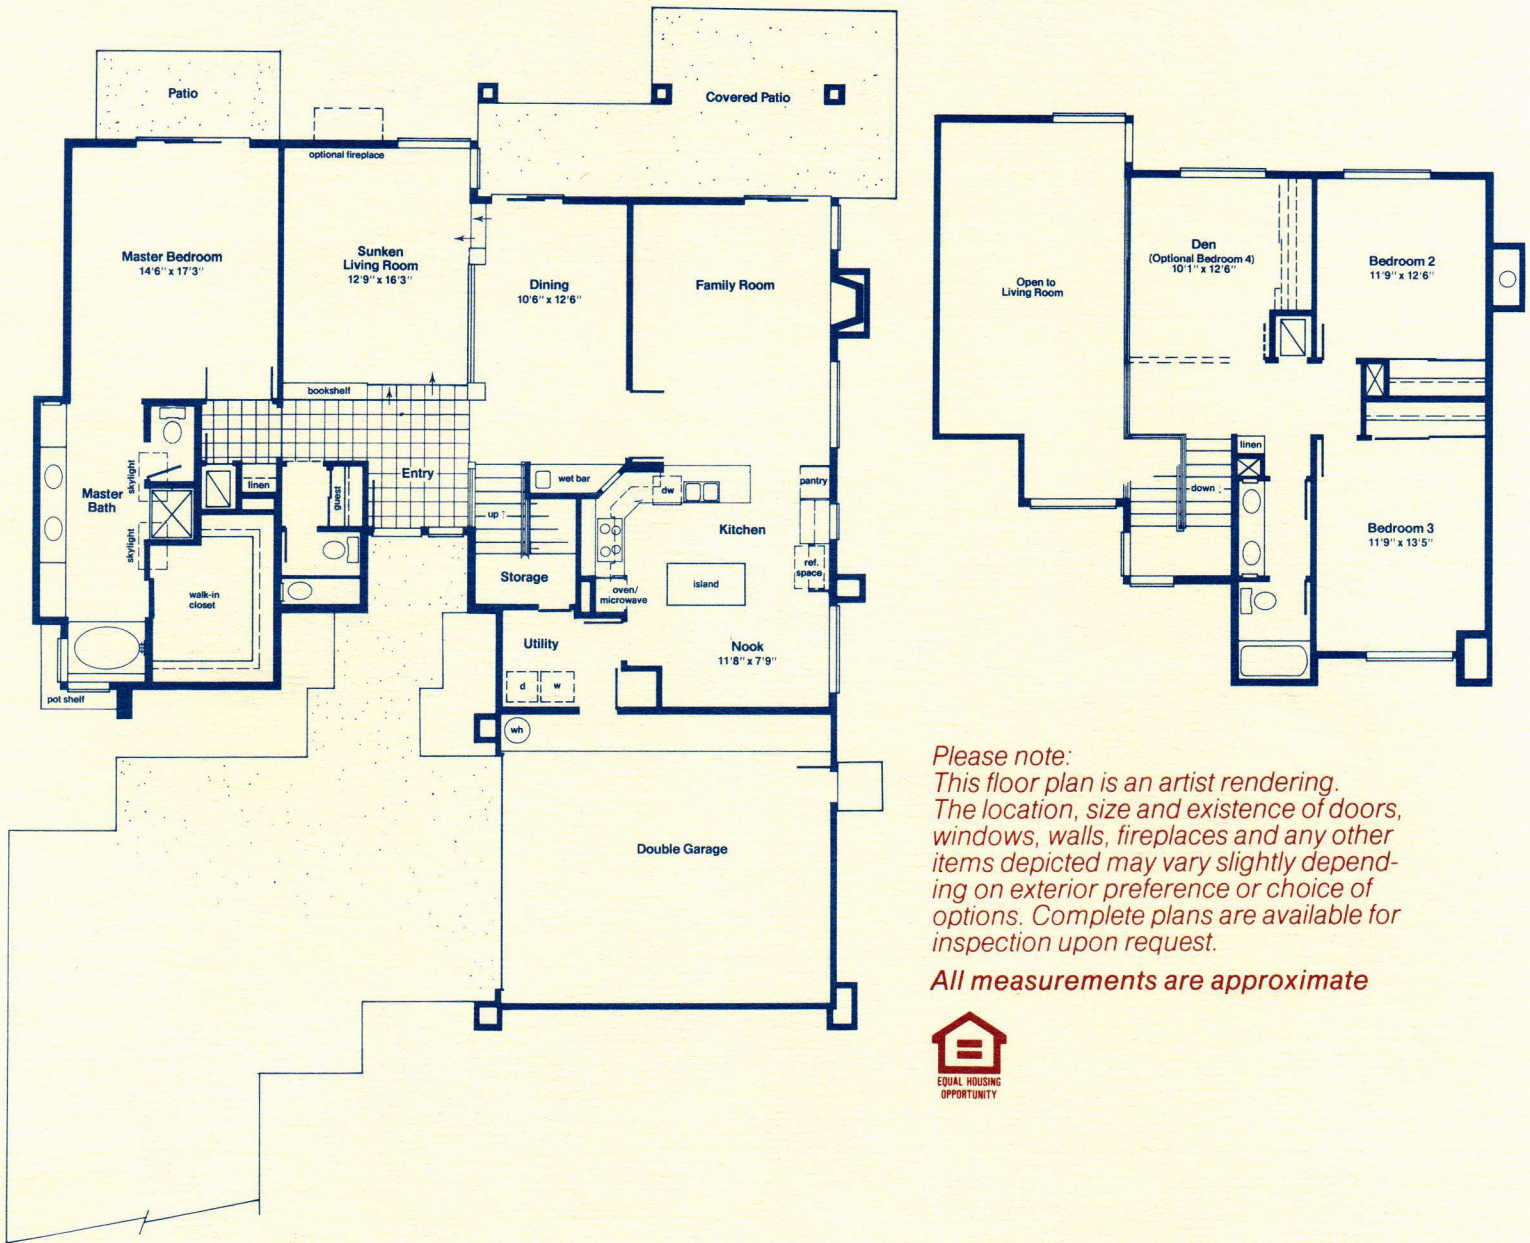 Patio
Covered Patio
optional fireplace
Master Bedroom
14'6" x 17'3"
Sunken
Living Room
12'9" x 16'3"
Dining
10'6" x 12'6"
Family Room
bookshelf
Entry
skylight
Master
Bath
linen
guest
up
wet bar
dw
pantry
Kitchen
skylight
walk-in
closet
Storage
oven/
microwave
island
ref.
space
Utility
Nook
11'8" x 7'9"
d
w
pot shelf
wh
Double Garage
Open to
Living Room
Den
(Optional Bedroom 4)
10'1" x 12'6"
Bedroom 2
11'9" x 12'6"
linen
down
Bedroom 3
11'9" x 13'5"
Please note:
This floor plan is an artist rendering.
The location, size and existence of doors,
windows, walls, fireplaces and any other
items depicted may vary slightly depend-
ing on exterior preference or choice of
options. Complete plans are available for
inspection upon request.
All measurements are approximate
EQUAL HOUSING
OPPORTUNITY